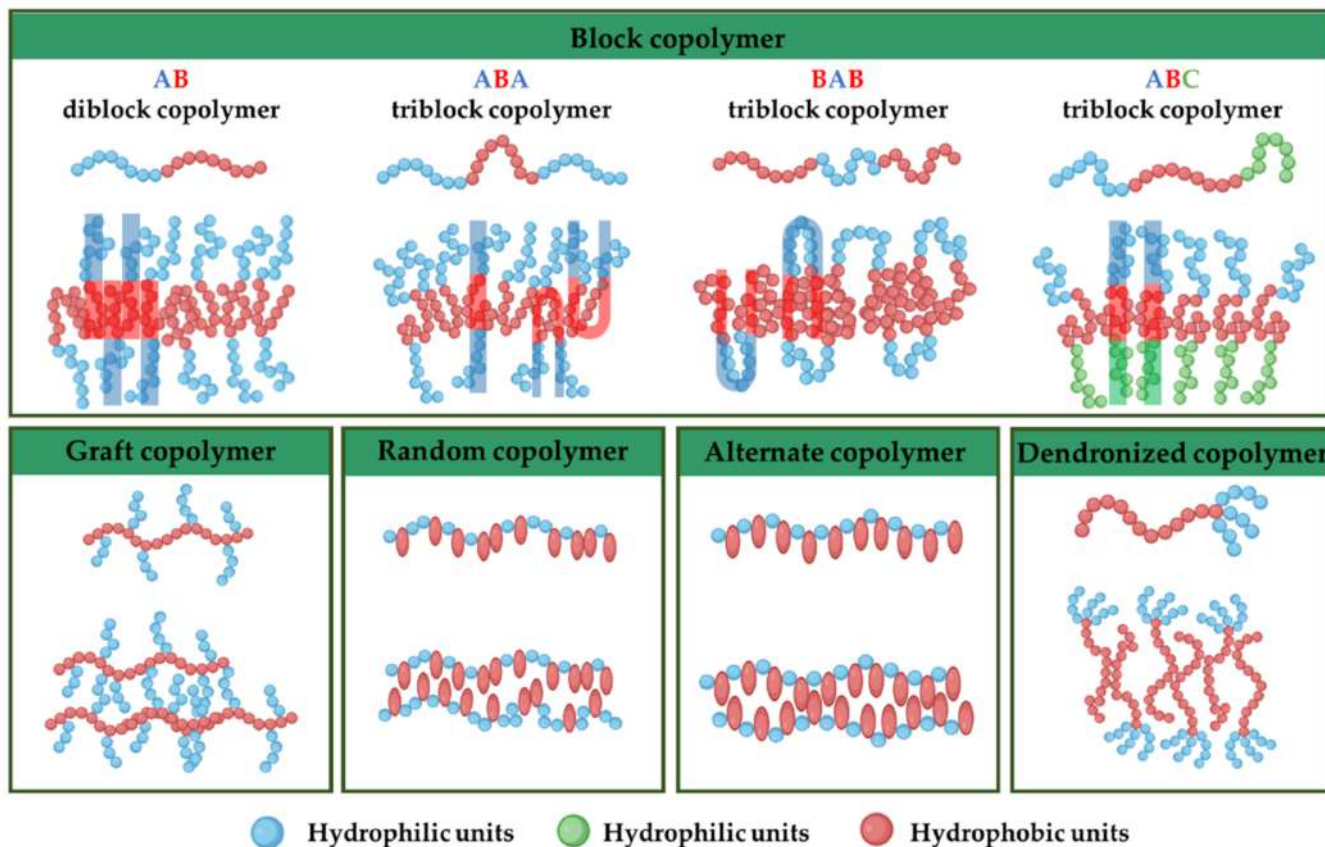 Block copolymer
AB
diblock copolymer
ABA
triblock copolymer
BAB
triblock copolymer
ABC
triblock copolymer
Graft copolymer
Random copolymer
Alternate copolymer
Dendronized copolymer
Hydrophilic units
Hydrophilic units
Hydrophobic units